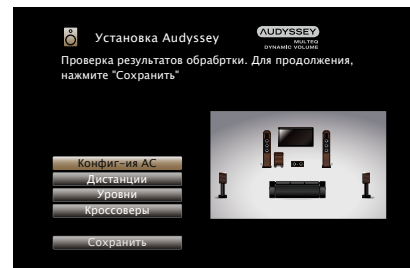 Установка Audyssey
AUDYSSEY
MULTEQ
DYNAMIC VOLUME
Проверка результатов обрабртки. Для продолжения,
нажмите "Сохранить"
Конфиг-ия АС
Дистанции
Уровни
Кроссоверы
Сохранить